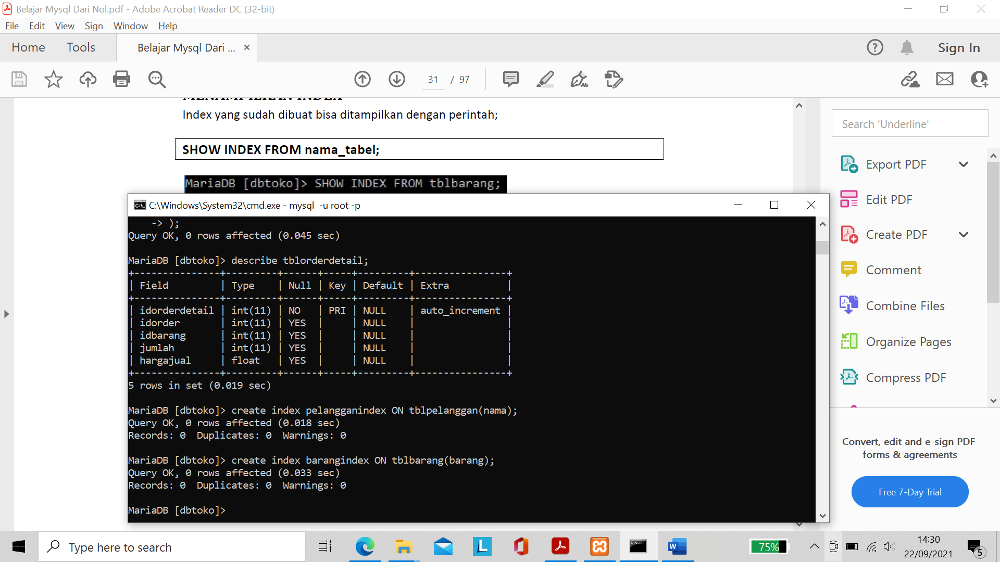 Belajar Mysql Dari Nol.pdf - Adobe Acrobat Reader DC (32-bit)
File Edit View Sign Window Help
Home Tools Belajar Mysql Dari ... × Sign In
31 / 97
MENAMPILKAN INDEX
Index yang sudah dibuat bisa ditampilkan dengan perintah;
SHOW INDEX FROM nama_tabel;
MariaDB [dbtoko]> SHOW INDEX FROM tblbarang;
C:\Windows\System32\cmd.exe - mysql  -u root -p
    -> );
Query OK, 0 rows affected (0.045 sec)
MariaDB [dbtoko]> describe tblorderdetail;
+---------------+---------+------+-----+---------+----------------+
| Field         | Type    | Null | Key | Default | Extra          |
+---------------+---------+------+-----+---------+----------------+
| idorderdetail | int(11) | NO   | PRI | NULL    | auto_increment |
| idorder       | int(11) | YES  |     | NULL    |                |
| idbarang      | int(11) | YES  |     | NULL    |                |
| jumlah        | int(11) | YES  |     | NULL    |                |
| hargajual     | float   | YES  |     | NULL    |                |
+---------------+---------+------+-----+---------+----------------+
5 rows in set (0.019 sec)
MariaDB [dbtoko]> create index pelangganindex ON tblpelanggan(nama);
Query OK, 0 rows affected (0.018 sec)
Records: 0  Duplicates: 0  Warnings: 0
MariaDB [dbtoko]> create index barangindex ON tblbarang(barang);
Query OK, 0 rows affected (0.033 sec)
Records: 0  Duplicates: 0  Warnings: 0
MariaDB [dbtoko]>
Search 'Underline'
Export PDF
Edit PDF
Create PDF
Comment
Combine Files
Organize Pages
Compress PDF
Convert, edit and e-sign PDF
forms & agreements
Free 7-Day Trial
Type here to search
75%
14:30
22/09/2021
5